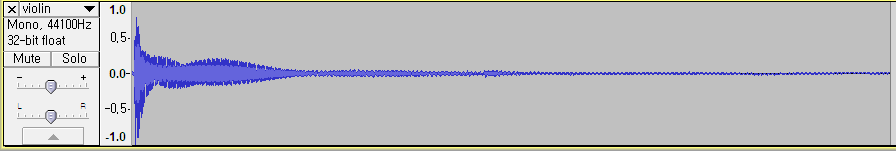 × violin
Mono, 44100Hz
32-bit float
Mute Solo
- +
L R
1.0
0,5-
0.0-
-0,5-
-1.0